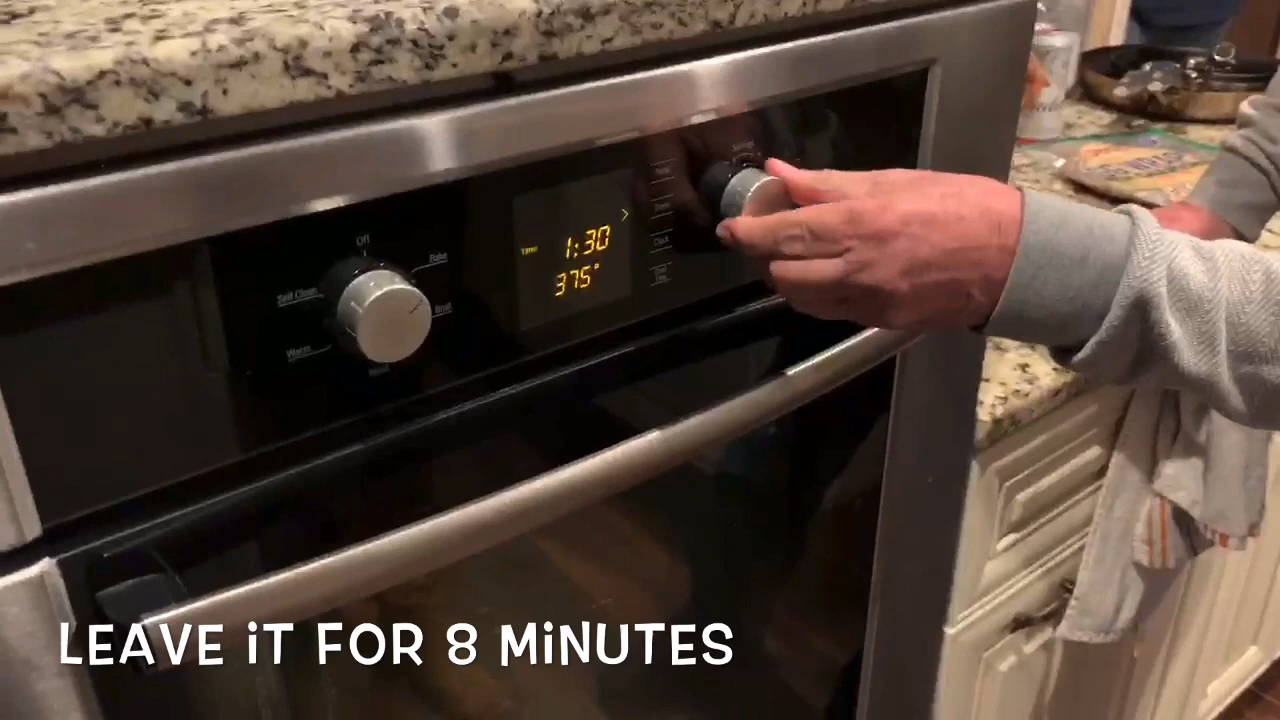 Off
Bake
Self Clean
Broil
Warm
Time
1:30
375°
Clock
LEAVE iT FOR 8 MiNUTES